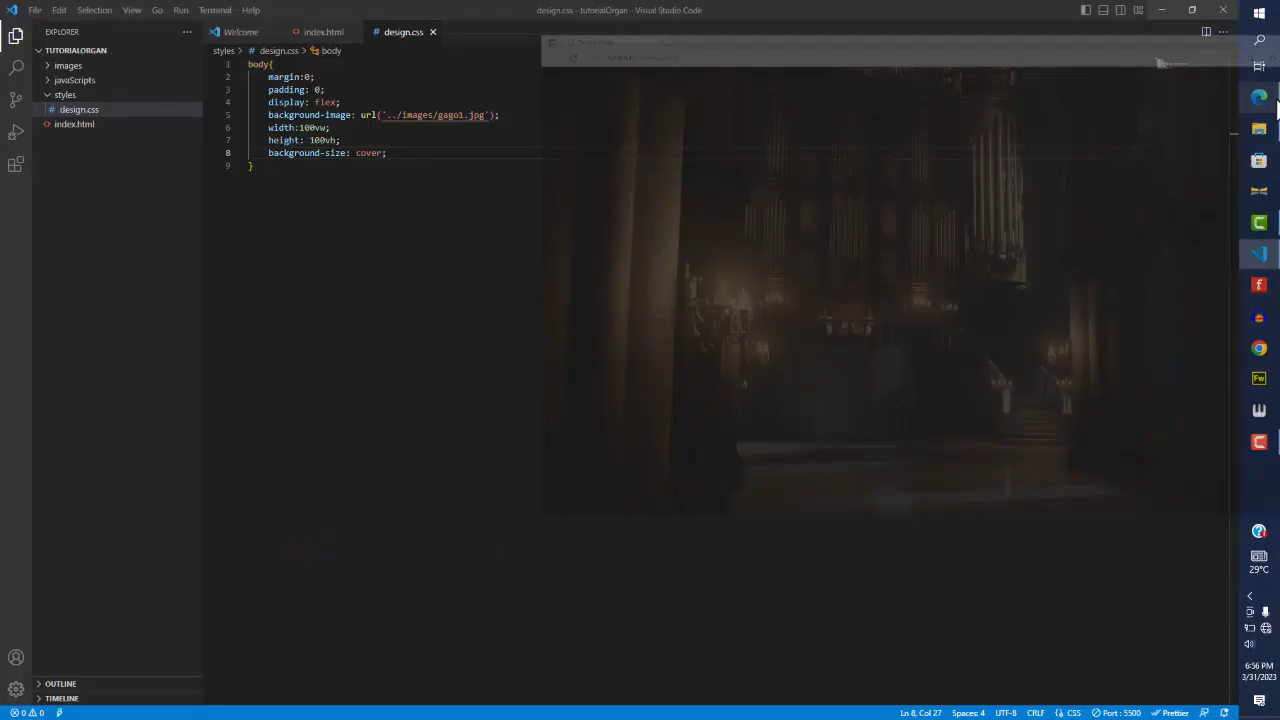 File Edit Selection View Go Run Terminal Help
design.css - tutorialOrgan - Visual Studio Code
EXPLORER
Welcome index.html design.css
TUTORIALORGAN
styles > design.css > body
images
javaScripts
styles
design.css
index.html
1 body{
2 margin:0;
3 padding: 0;
4 display: flex;
5 background-image: url('../images/gago1.jpg');
6 width:100vw;
7 height: 100vh;
8 background-size: cover;
9 }
Fw
29°C
6:56 PM
3/31/2023
OUTLINE
TIMELINE
0 0
Ln 8, Col 27 Spaces: 4 UTF-8 CRLF CSS Port : 5500 Prettier